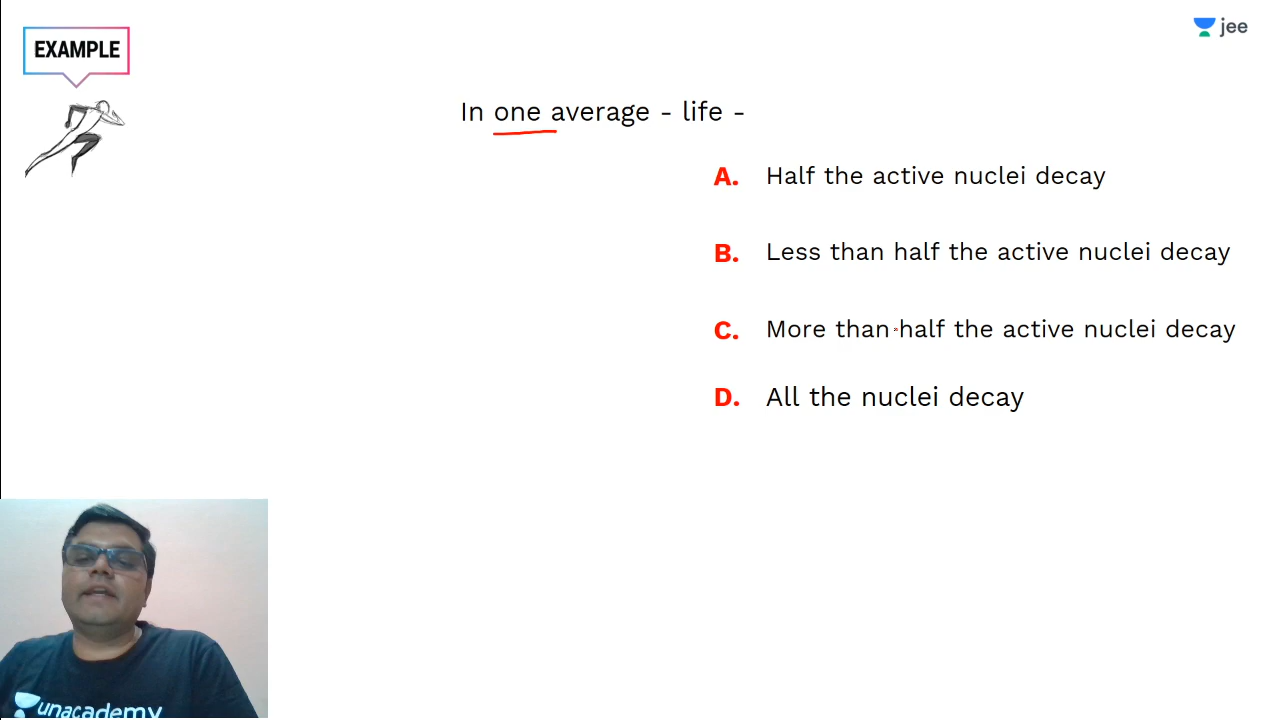 EXAMPLE
jee
In one average - life -
A. Half the active nuclei decay
B. Less than half the active nuclei decay
C. More than half the active nuclei decay
D. All the nuclei decay
unacademy